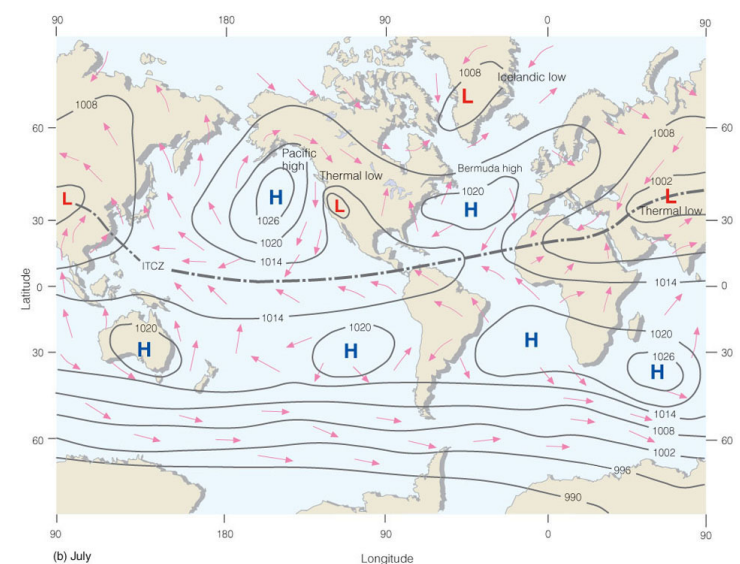 90 180 90 0 90
1008
Icelandic low
L
1008
60
60
1008
Pacific
high
Thermal low
Bermuda high
1002
L
H
L
1020
H
L
Thermal low
30
30
1026
1020
ITCZ
1014
Latitude
0
1014
0
1014
1020
H
1020
H
H
1020
1026
H
30
30
1014
1008
60
1002
60
996
990
90 180 90 0 90
(b) July
Longitude